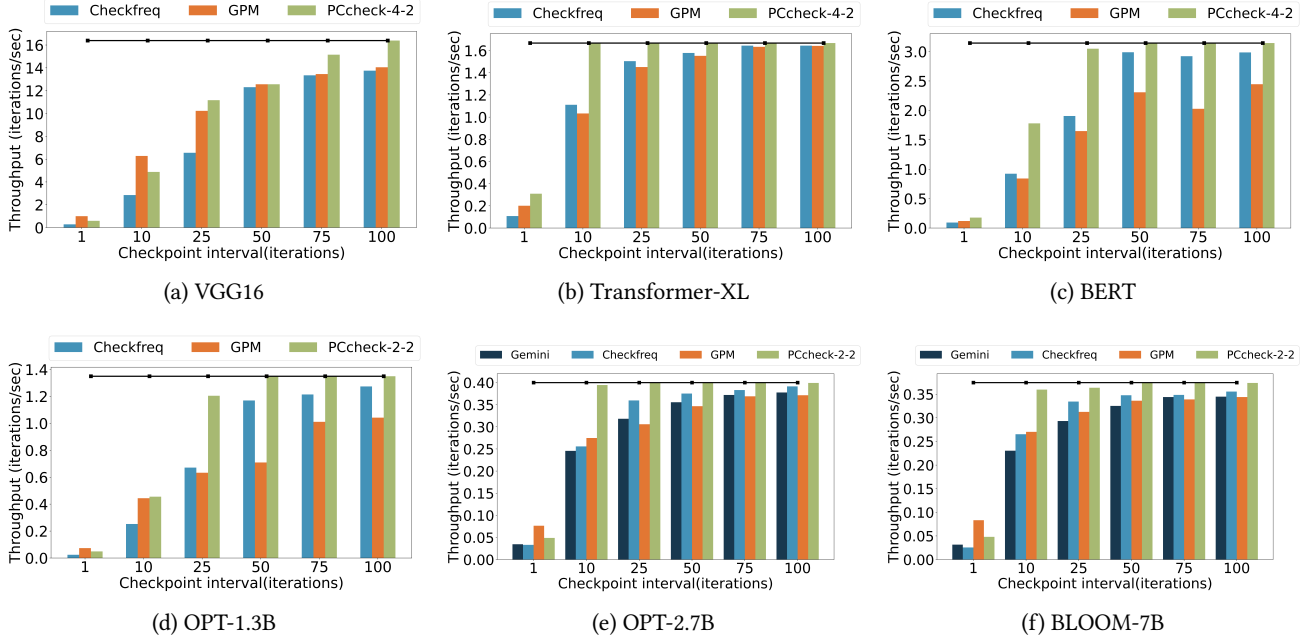 Checkfreq GPM PCcheck-4-2
Throughput (iterations/sec)
16
14
12
10
8
6
4
2
0
1 10 25 50 75 100
Checkpoint interval(iterations)
(a) VGG16
Checkfreq GPM PCcheck-4-2
Throughput (iterations/sec)
1.6
1.4
1.2
1.0
0.8
0.6
0.4
0.2
0.0
1 10 25 50 75 100
Checkpoint interval(iterations)
(b) Transformer-XL
Checkfreq GPM PCcheck-4-2
Throughput (iterations/sec)
3.0
2.5
2.0
1.5
1.0
0.5
0.0
1 10 25 50 75 100
Checkpoint interval(iterations)
(c) BERT
Checkfreq GPM PCcheck-2-2
Throughput (iterations/sec)
1.4
1.2
1.0
0.8
0.6
0.4
0.2
0.0
1 10 25 50 75 100
Checkpoint interval(iterations)
(d) OPT-1.3B
Gemini Checkfreq GPM PCcheck-2-2
Throughput (iterations/sec)
0.40
0.35
0.30
0.25
0.20
0.15
0.10
0.05
0.00
1 10 25 50 75 100
Checkpoint interval(iterations)
(e) OPT-2.7B
Gemini Checkfreq GPM PCcheck-2-2
Throughput (iterations/sec)
0.35
0.30
0.25
0.20
0.15
0.10
0.05
0.00
1 10 25 50 75 100
Checkpoint interval(iterations)
(f) BLOOM-7B